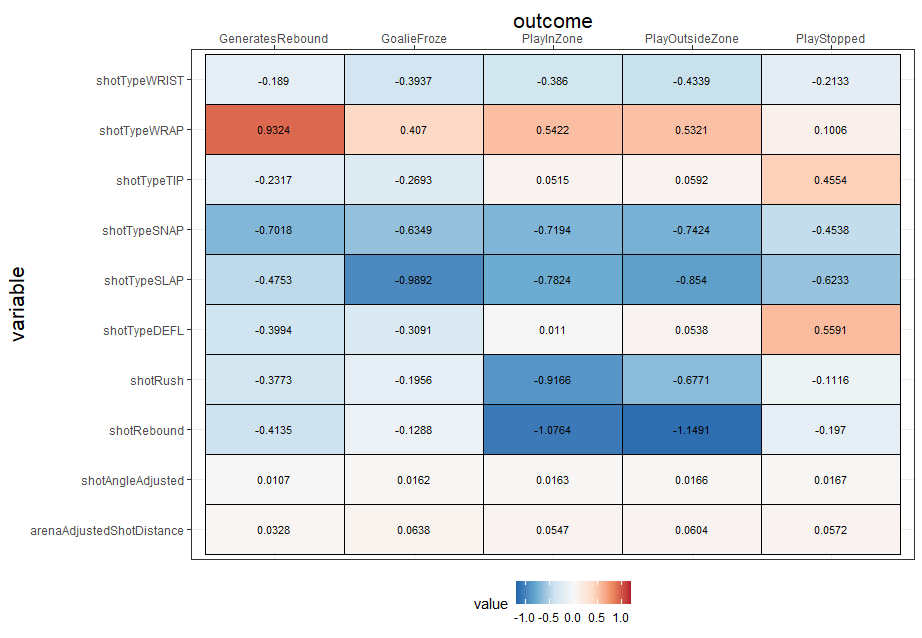 outcome
GeneratesRebound GoalieFroze PlayInZone PlayOutsideZone PlayStopped
variable
shotTypeWRIST -0.189 -0.3937 -0.386 -0.4339 -0.2133
shotTypeWRAP 0.9324 0.407 0.5422 0.5321 0.1006
shotTypeTIP -0.2317 -0.2693 0.0515 0.0592 0.4554
shotTypeSNAP -0.7018 -0.6349 -0.7194 -0.7424 -0.4538
shotTypeSLAP -0.4753 -0.9892 -0.7824 -0.854 -0.6233
shotTypeDEFL -0.3994 -0.3091 0.011 0.0538 0.5591
shotRush -0.3773 -0.1956 -0.9166 -0.6771 -0.1116
shotRebound -0.4135 -0.1288 -1.0764 -1.1491 -0.197
shotAngleAdjusted 0.0107 0.0162 0.0163 0.0166 0.0167
arenaAdjustedShotDistance 0.0328 0.0638 0.0547 0.0604 0.0572
value
-1.0 -0.5 0.0 0.5 1.0